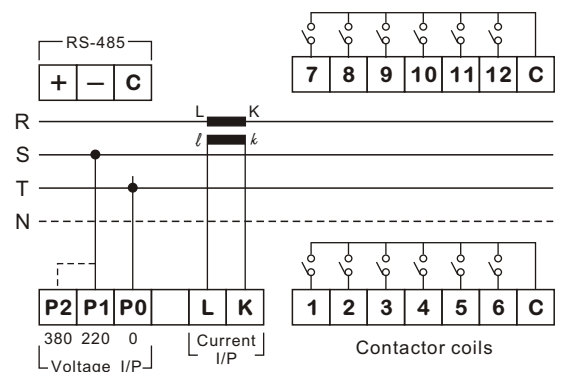 RS-485
+ − C
7 8 9 10 11 12 C
L K
R
ℓ k
S
T
N
P2 P1 P0 L K
1 2 3 4 5 6 C
380 220 0
Voltage I/P
Current
I/P
Contactor coils